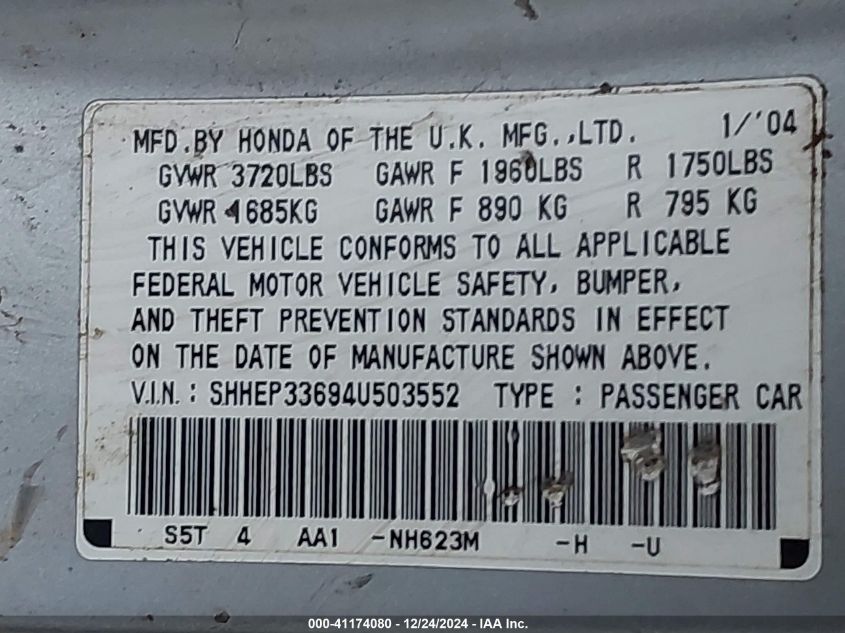 MFD.BY HONDA OF THE U.K. MFG.,LTD. 1/'04
GVWR 3720LBS GAWR F 1960LBS R 1750LBS
GVWR 1685KG GAWR F 890 KG R 795 KG
THIS VEHICLE CONFORMS TO ALL APPLICABLE
FEDERAL MOTOR VEHICLE SAFETY, BUMPER,
AND THEFT PREVENTION STANDARDS IN EFFECT
ON THE DATE OF MANUFACTURE SHOWN ABOVE.
V.I.N. : SHHEP33694U503552 TYPE : PASSENGER CAR
S5T 4 AA1 -NH623M -H -U
000-41174080 - 12/24/2024 - IAA Inc.